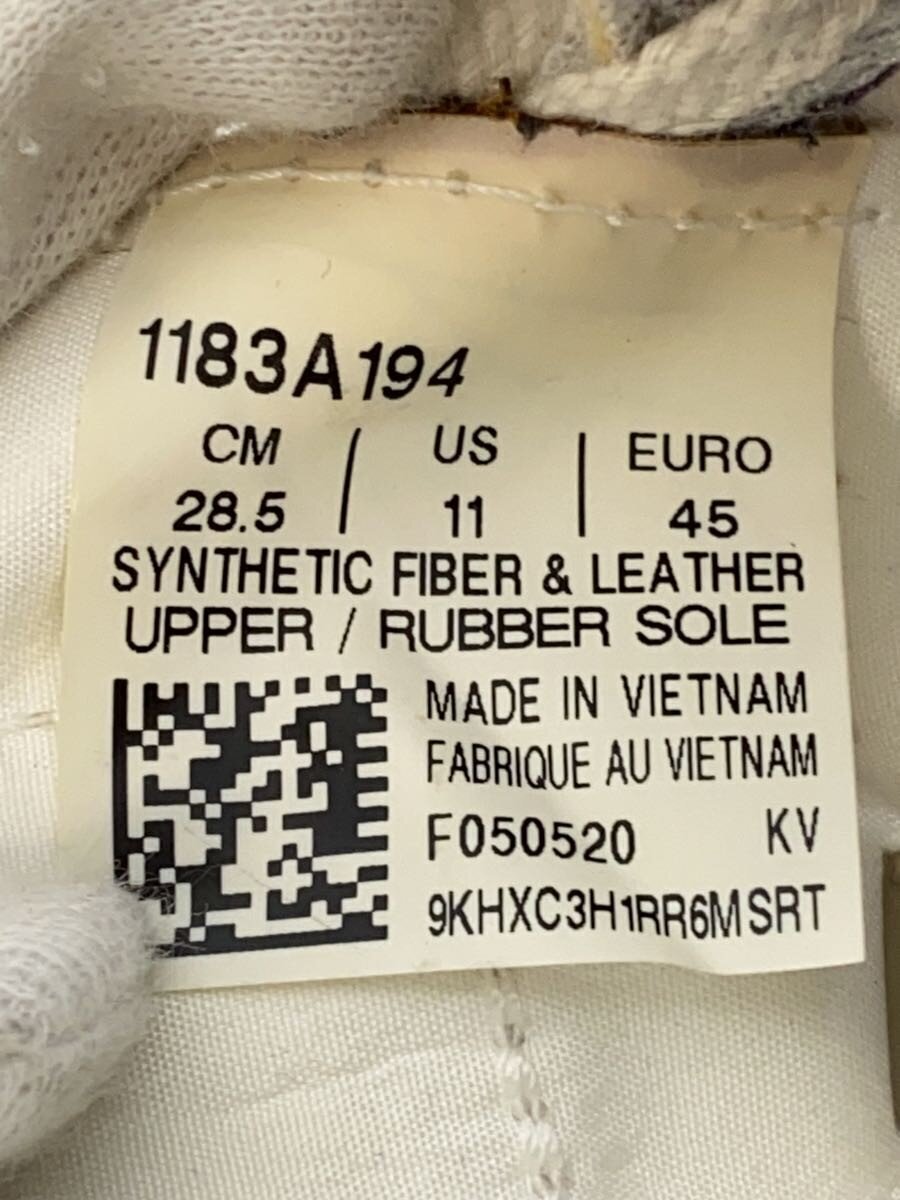 1183A194
CM | US | EURO
28.5 | 11 | 45
SYNTHETIC FIBER & LEATHER
UPPER / RUBBER SOLE
MADE IN VIETNAM
FABRIQUE AU VIETNAM
F050520 KV
9KHXC3H1RR6MSRT